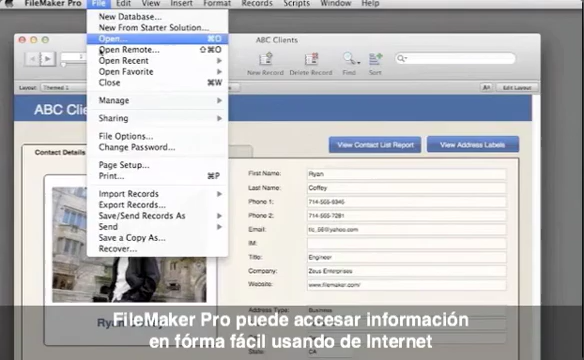 FileMaker Pro File Edit View Insert Format Records Scripts Window Help
New Database...
New From Starter Solution...
Open... ⌘O
Open Remote... ⇧⌘O
Open Recent
Open Favorite
Close ⌘W
Manage
Sharing
File Options...
Change Password...
Page Setup...
Print... ⌘P
Import Records
Export Records...
Save/Send Records As
Send
Save a Copy As...
Recover...
ABC Clients
New Record Delete Record Find Sort
Layout: Themed Aa Edit Layout
ABC Cli
View Contact List Report View Address Labels
Contact Details
First Name: Ryan
Last Name: Coffey
Phone 1: 714-555-8345
Phone 2: 714-555-7281
Email:
IM:
Title: Engineer
Company: Zeus Enterprises
Website: www.filemaker.com/
Address Type: Business
State: CA
FileMaker Pro puede accesar información
en fórma fácil usando de Internet